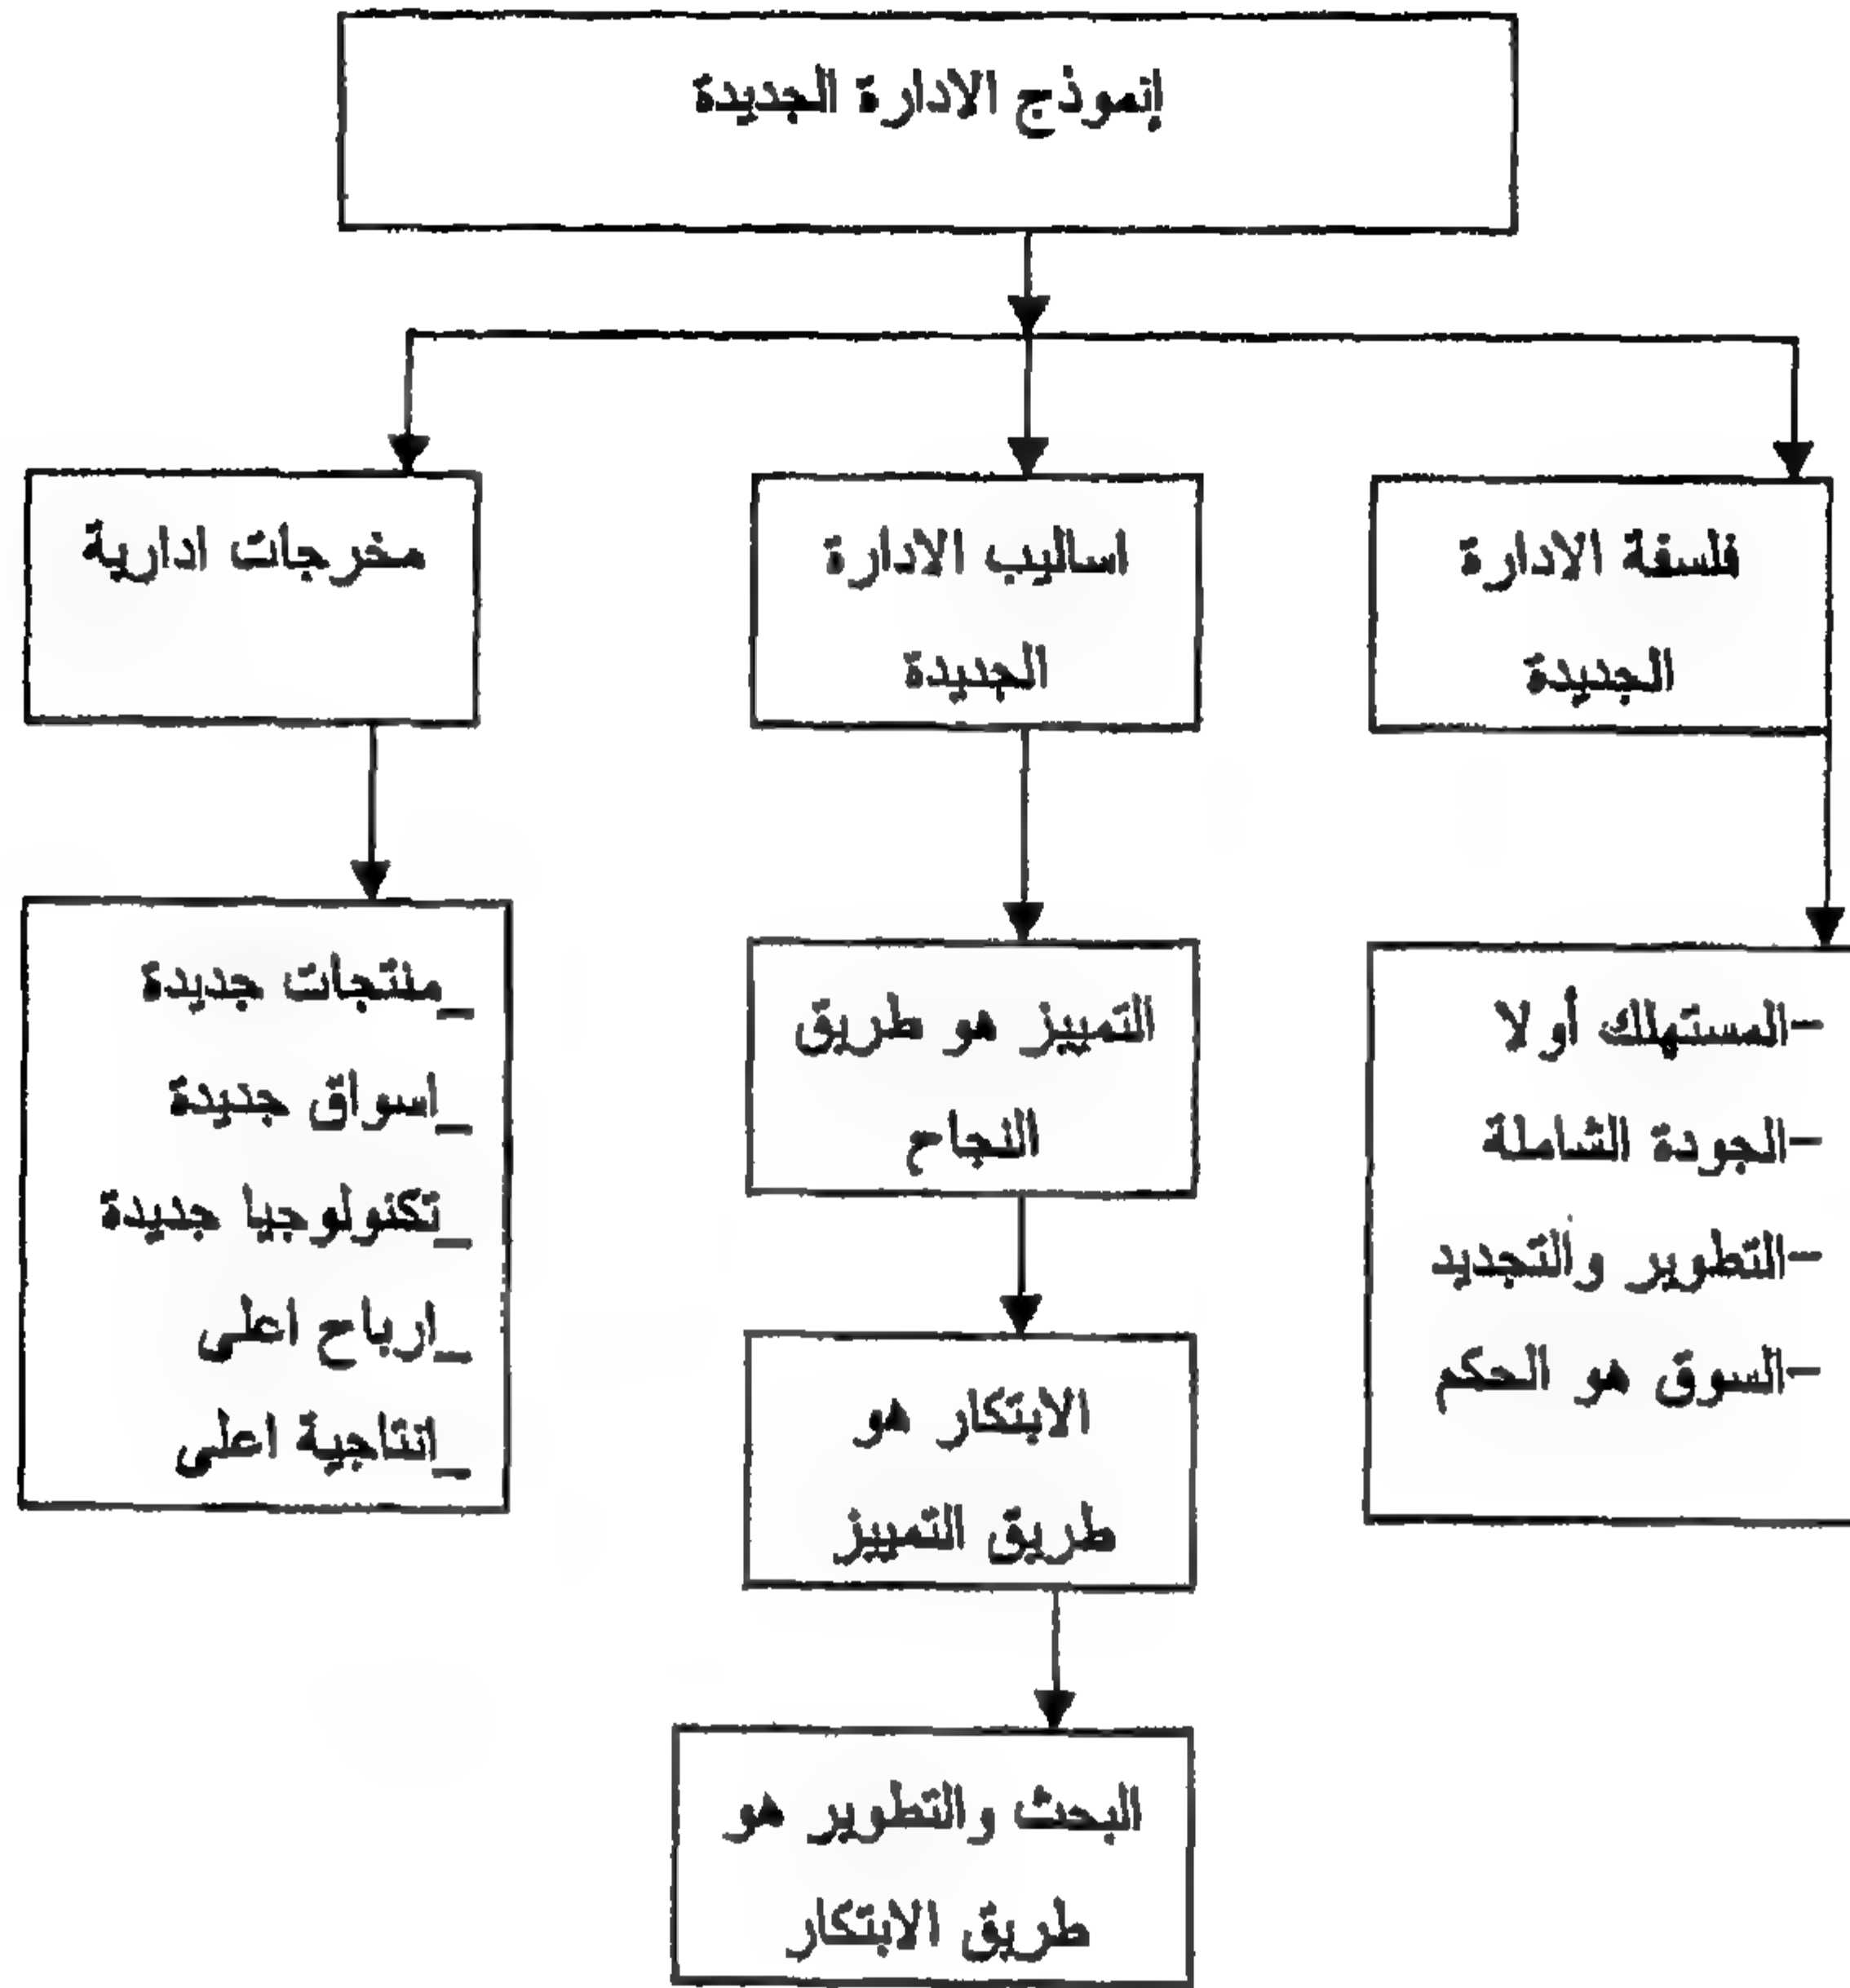 إنموذج الادارة الجديدة
فلسفة الادارة
الجديدة
اساليب الادارة
الجديدة
مخرجات ادارية
-المستهلك أولا
-الجودة الشاملة
-التطوير والتجديد
-السوق هو الحكم
التمييز هو طريق
النجاح
الابتكار هو
طريق التمييز
البحث والتطوير هو
طريق الابتكار
_منتجات جديدة
_اسواق جديدة
_تكنولوجيا جديدة
_ارباح اعلى
_انتاجية اعلى